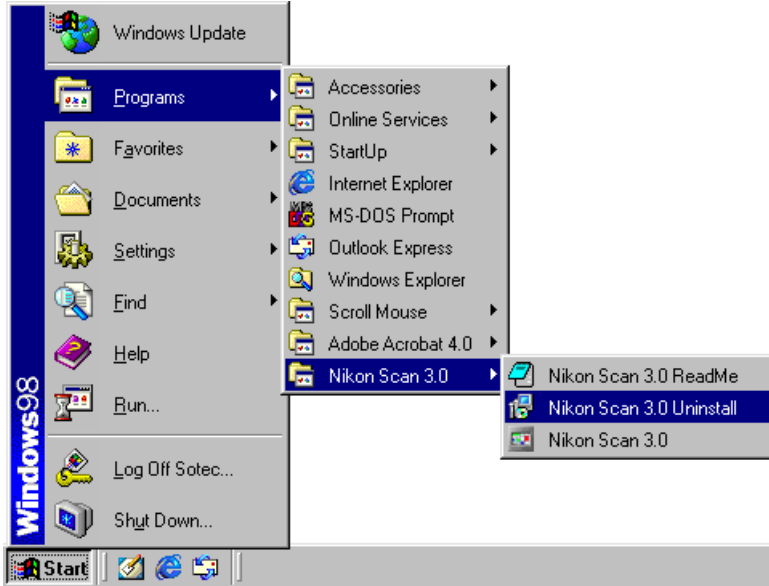 Windows Update
Programs
Favorites
Documents
Settings
Find
Help
Run...
Log Off Sotec...
Shut Down...
Windows98
Accessories
Online Services
StartUp
Internet Explorer
MS-DOS Prompt
Outlook Express
Windows Explorer
Scroll Mouse
Adobe Acrobat 4.0
Nikon Scan 3.0
Nikon Scan 3.0 ReadMe
Nikon Scan 3.0 Uninstall
Nikon Scan 3.0
Start